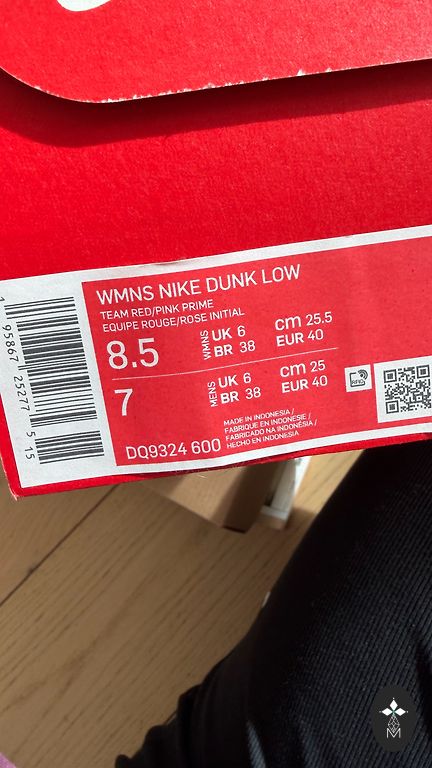 WMNS NIKE DUNK LOW
TEAM RED/PINK PRIME
EQUIPE ROUGE/ROSE INITIAL
8.5 WMNS UK 6 cm 25.5
BR 38 EUR 40
7 MENS UK 6 cm 25
BR 38 EUR 40
RFID
MADE IN INDONESIA /
FABRIQUE EN INDONESIE /
FABRICADO NA INDONÉSIA /
HECHO EN INDONESIA
DQ9324 600
1 95867 25277 5 15
M